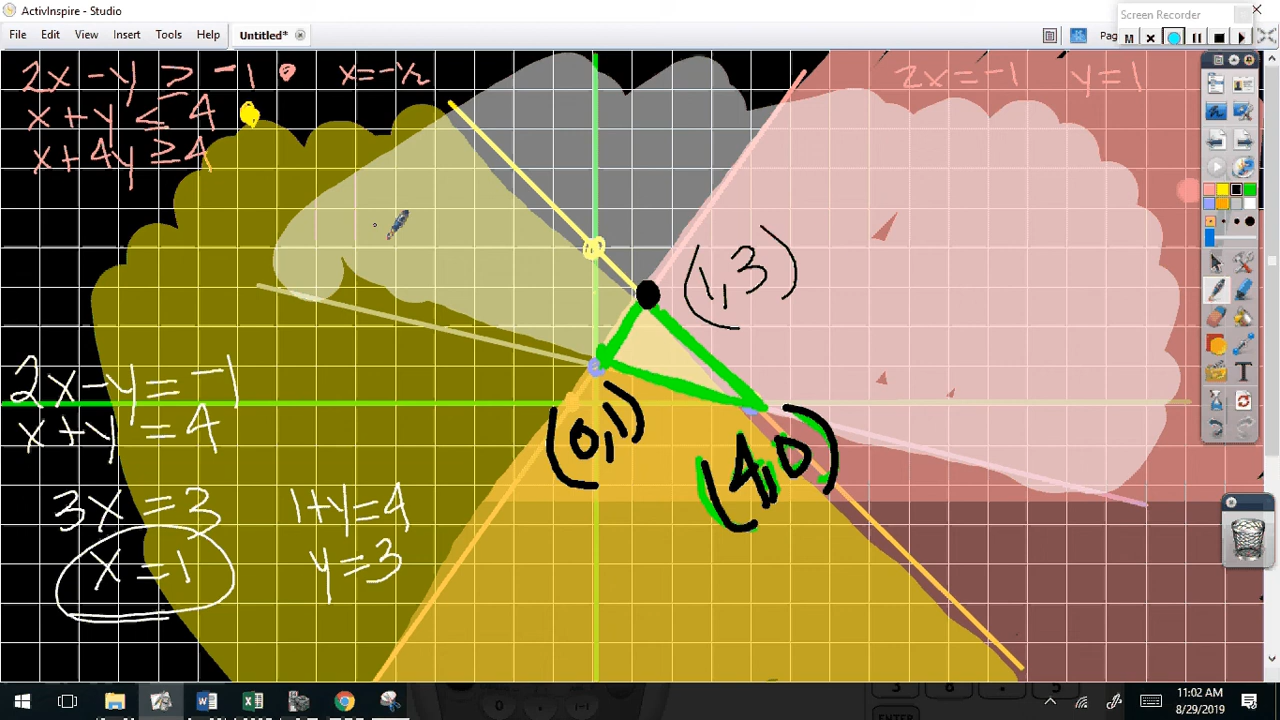 ActivInspire - Studio
Screen Recorder
File Edit View Insert Tools Help Untitled*
Pag
M
2x - y > -1 x = -1/2 2x = -1 y = 1
x + y ≤ 4
x + 4y ≥ 4
(1,3)
2x - y = -1
x + y = 4
(0,1)
(4,0)
3x = 3 1+y=4
x = 1 y = 3
T
11:02 AM
8/29/2019